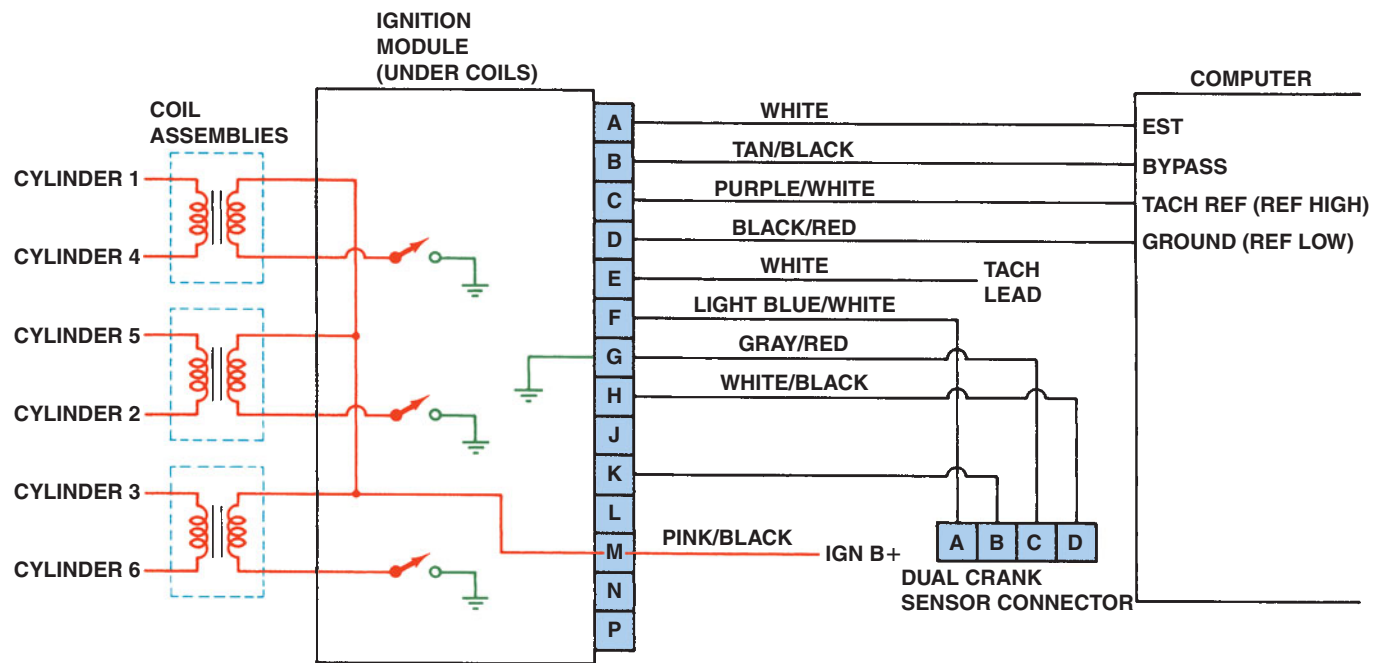 IGNITION
MODULE
(UNDER COILS)
COMPUTER
COIL
ASSEMBLIES
CYLINDER 1
CYLINDER 4
CYLINDER 5
CYLINDER 2
CYLINDER 3
CYLINDER 6
A
B
C
D
E
F
G
H
J
K
L
M
N
P
WHITE
TAN/BLACK
PURPLE/WHITE
BLACK/RED
WHITE
LIGHT BLUE/WHITE
GRAY/RED
WHITE/BLACK
PINK/BLACK
EST
BYPASS
TACH REF (REF HIGH)
GROUND (REF LOW)
TACH
LEAD
IGN B+
A B C D
DUAL CRANK
SENSOR CONNECTOR